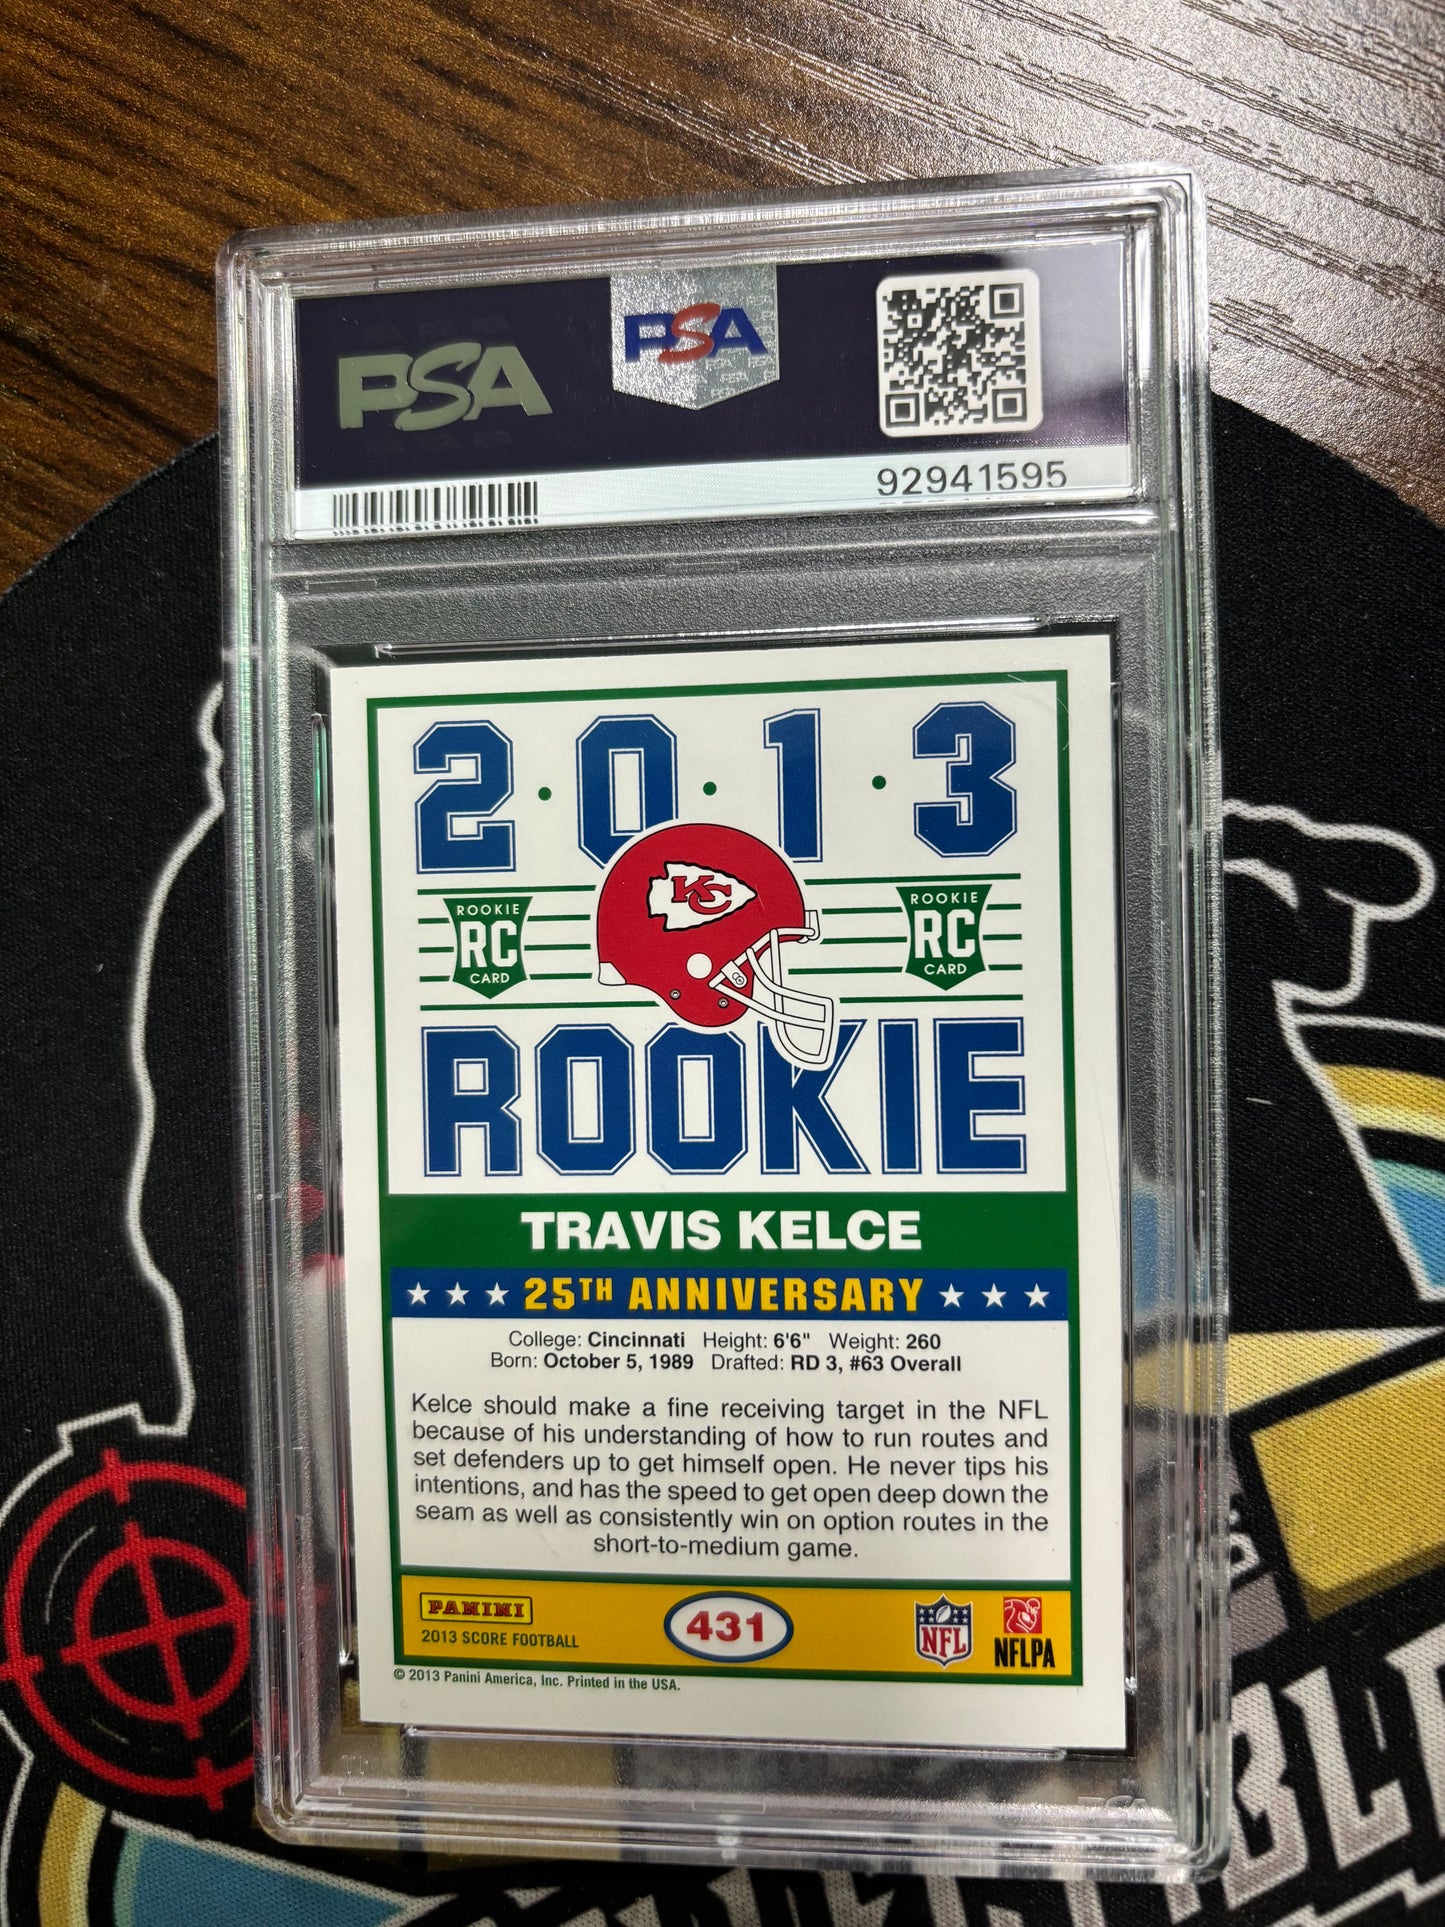 PSA
PSA
92941595
2·0·1·3
ROOKIE
RC
CARD
KC
ROOKIE
RC
CARD
ROOKIE
TRAVIS KELCE
25TH ANNIVERSARY
College: Cincinnati Height: 6'6" Weight: 260
Born: October 5, 1989 Drafted: RD 3, #63 Overall
Kelce should make a fine receiving target in the NFL
because of his understanding of how to run routes and
set defenders up to get himself open. He never tips his
intentions, and has the speed to get open deep down the
seam as well as consistently win on option routes in the
short-to-medium game.
PANINI
2013 SCORE FOOTBALL
431
NFL
NFLPA
© 2013 Panini America, Inc. Printed in the USA.